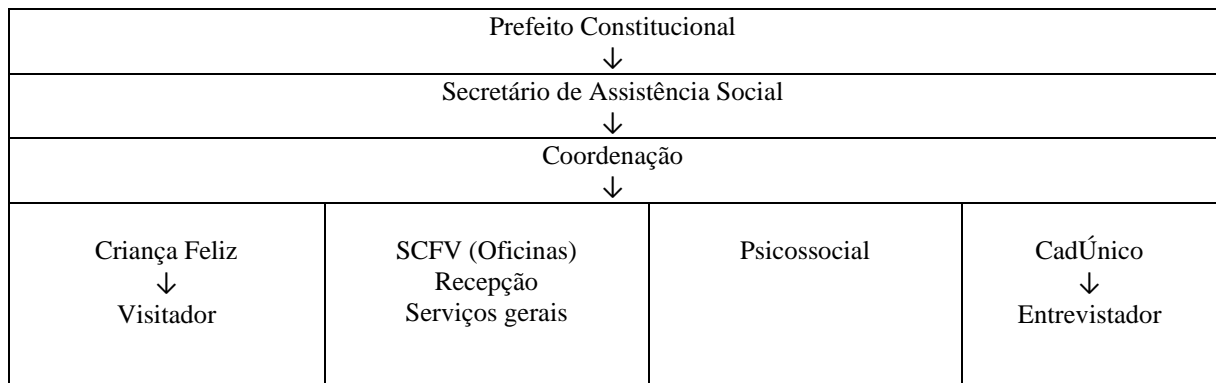 Prefeito Constitucional
↓
Secretário de Assistência Social
↓
Coordenação
↓
Criança Feliz
↓
Visitador
SCFV (Oficinas)
Recepção
Serviços gerais
Psicossocial
CadÚnico
↓
Entrevistador